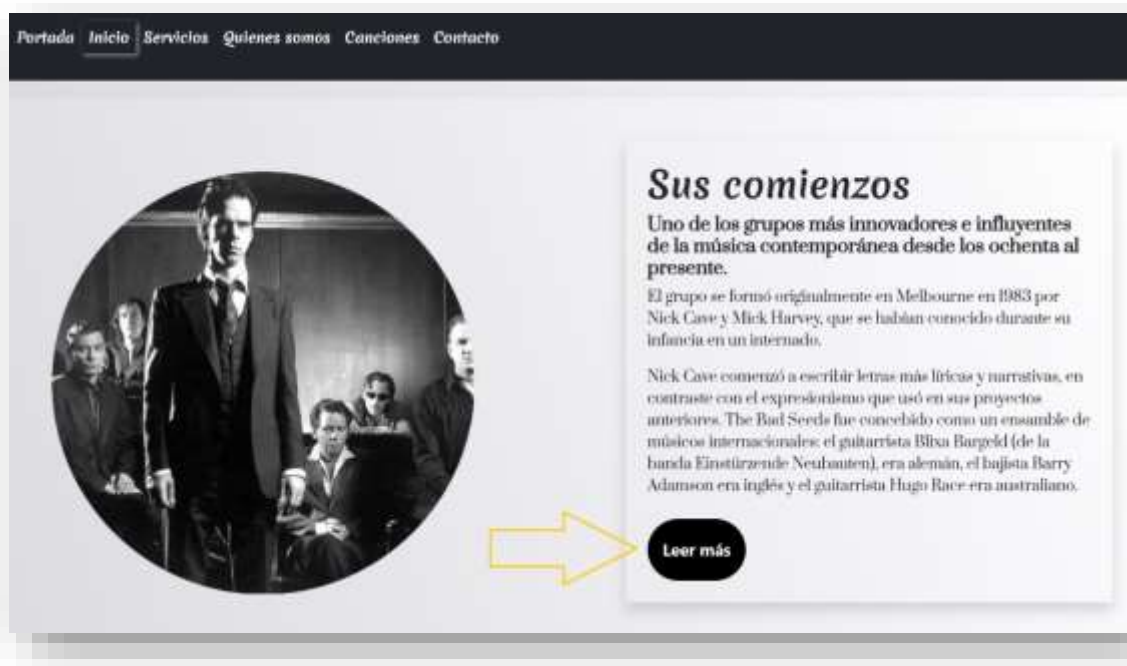 Portada Inicio Servicios Quienes somos Canciones Contacto
Sus comienzos
Uno de los grupos más innovadores e influyentes
de la música contemporánea desde los ochenta al
presente.
El grupo se formó originalmente en Melbourne en 1983 por
Nick Cave y Mick Harvey, que se habían conocido durante su
infancia en un internado.
Nick Cave comenzó a escribir letras más líricas y narrativas, en
contraste con el expresionismo que usó en sus proyectos
anteriores. The Bad Seeds fue concebido como un ensamble de
músicos internacionales: el guitarrista Blixa Bargeld (de la
banda Einstürzende Neubauten), era alemán, el bajista Barry
Adamson era inglés y el guitarrista Hugo Race era australiano.
Leer más